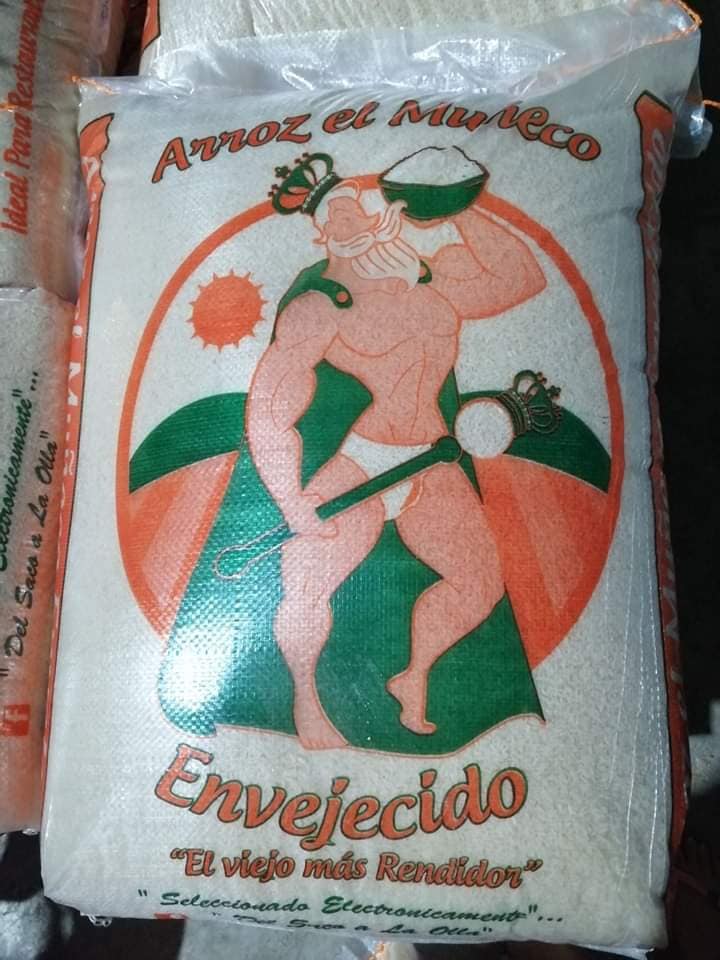 Arroz el Muñeco
Envejecido
"El viejo más Rendidor"
" Seleccionado Electronicamente"...
" Del Saco a La Olla"
Ideal Para Restaurant
Electronicamente" ...
" Del Saco a La Olla"